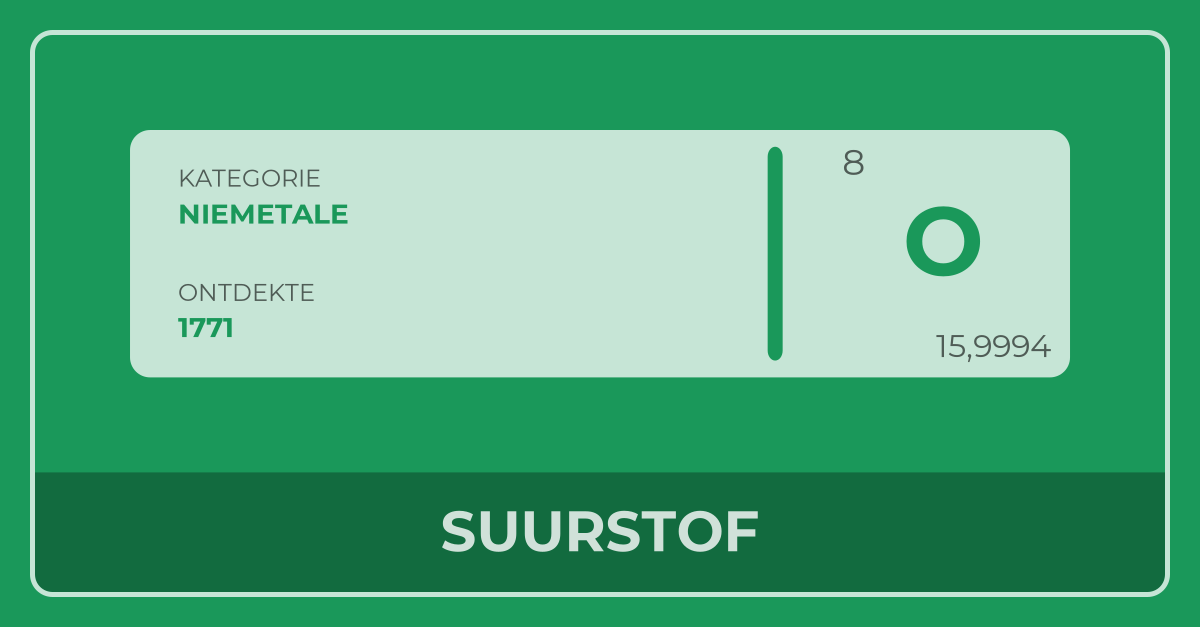 KATEGORIE
NIEMETALE
ONTDEKTE
1771
8
O
15,9994
SUURSTOF